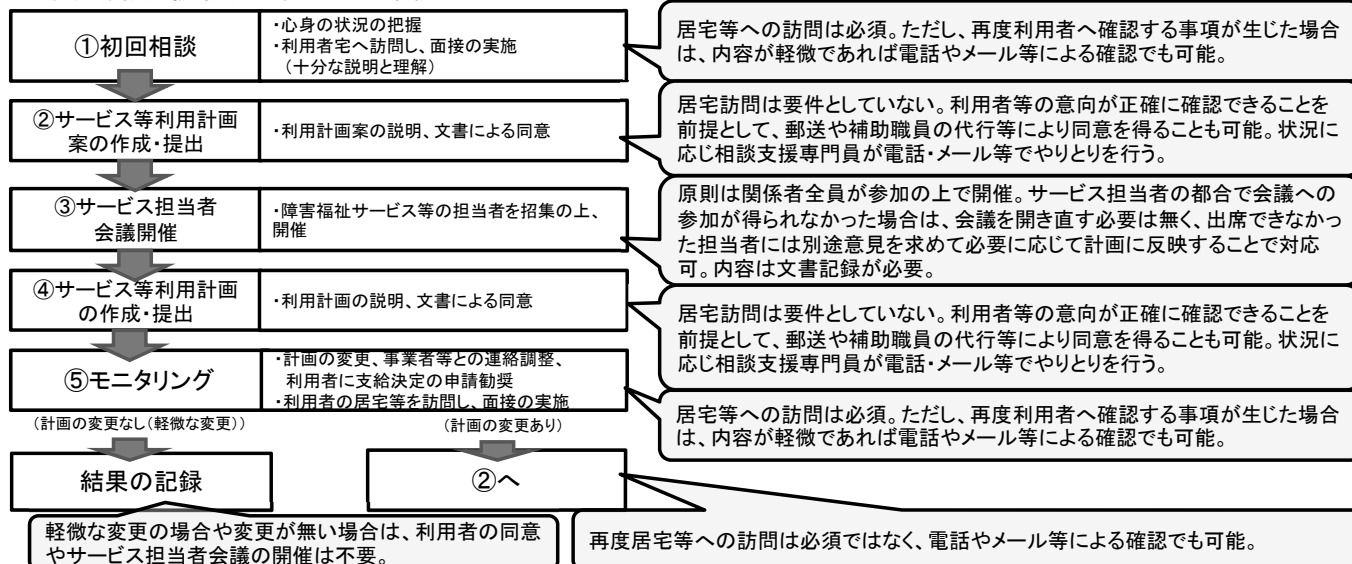 ①初回相談
・心身の状況の把握
・利用者宅へ訪問し、面接の実施
（十分な説明と理解）
居宅等への訪問は必須。ただし、再度利用者へ確認する事項が生じた場合
は、内容が軽微であれば電話やメール等による確認でも可能。
②サービス等利用計画
案の作成・提出
・利用計画案の説明、文書による同意
居宅訪問は要件としていない。利用者等の意向が正確に確認できることを
前提として、郵送や補助職員の代行等により同意を得ることも可能。状況に
応じ相談支援専門員が電話・メール等でやりとりを行う。
③サービス担当者
会議開催
・障害福祉サービス等の担当者を招集の上、
開催
原則は関係者全員が参加の上で開催。サービス担当者の都合で会議への
参加が得られなかった場合は、会議を開き直す必要は無く、出席できなかっ
た担当者には別途意見を求めて必要に応じて計画に反映することで対応
可。内容は文書記録が必要。
④サービス等利用計画
の作成・提出
・利用計画の説明、文書による同意
居宅訪問は要件としていない。利用者等の意向が正確に確認できることを
前提として、郵送や補助職員の代行等により同意を得ることも可能。状況に
応じ相談支援専門員が電話・メール等でやりとりを行う。
⑤モニタリング
・計画の変更、事業者等との連絡調整、
利用者に支給決定の申請勧奨
・利用者の居宅等を訪問し、面接の実施
居宅等への訪問は必須。ただし、再度利用者へ確認する事項が生じた場合
は、内容が軽微であれば電話やメール等による確認でも可能。
（計画の変更なし（軽微な変更））
（計画の変更あり）
結果の記録
②へ
軽微な変更の場合や変更が無い場合は、利用者の同意
やサービス担当者会議の開催は不要。
再度居宅等への訪問は必須ではなく、電話やメール等による確認でも可能。